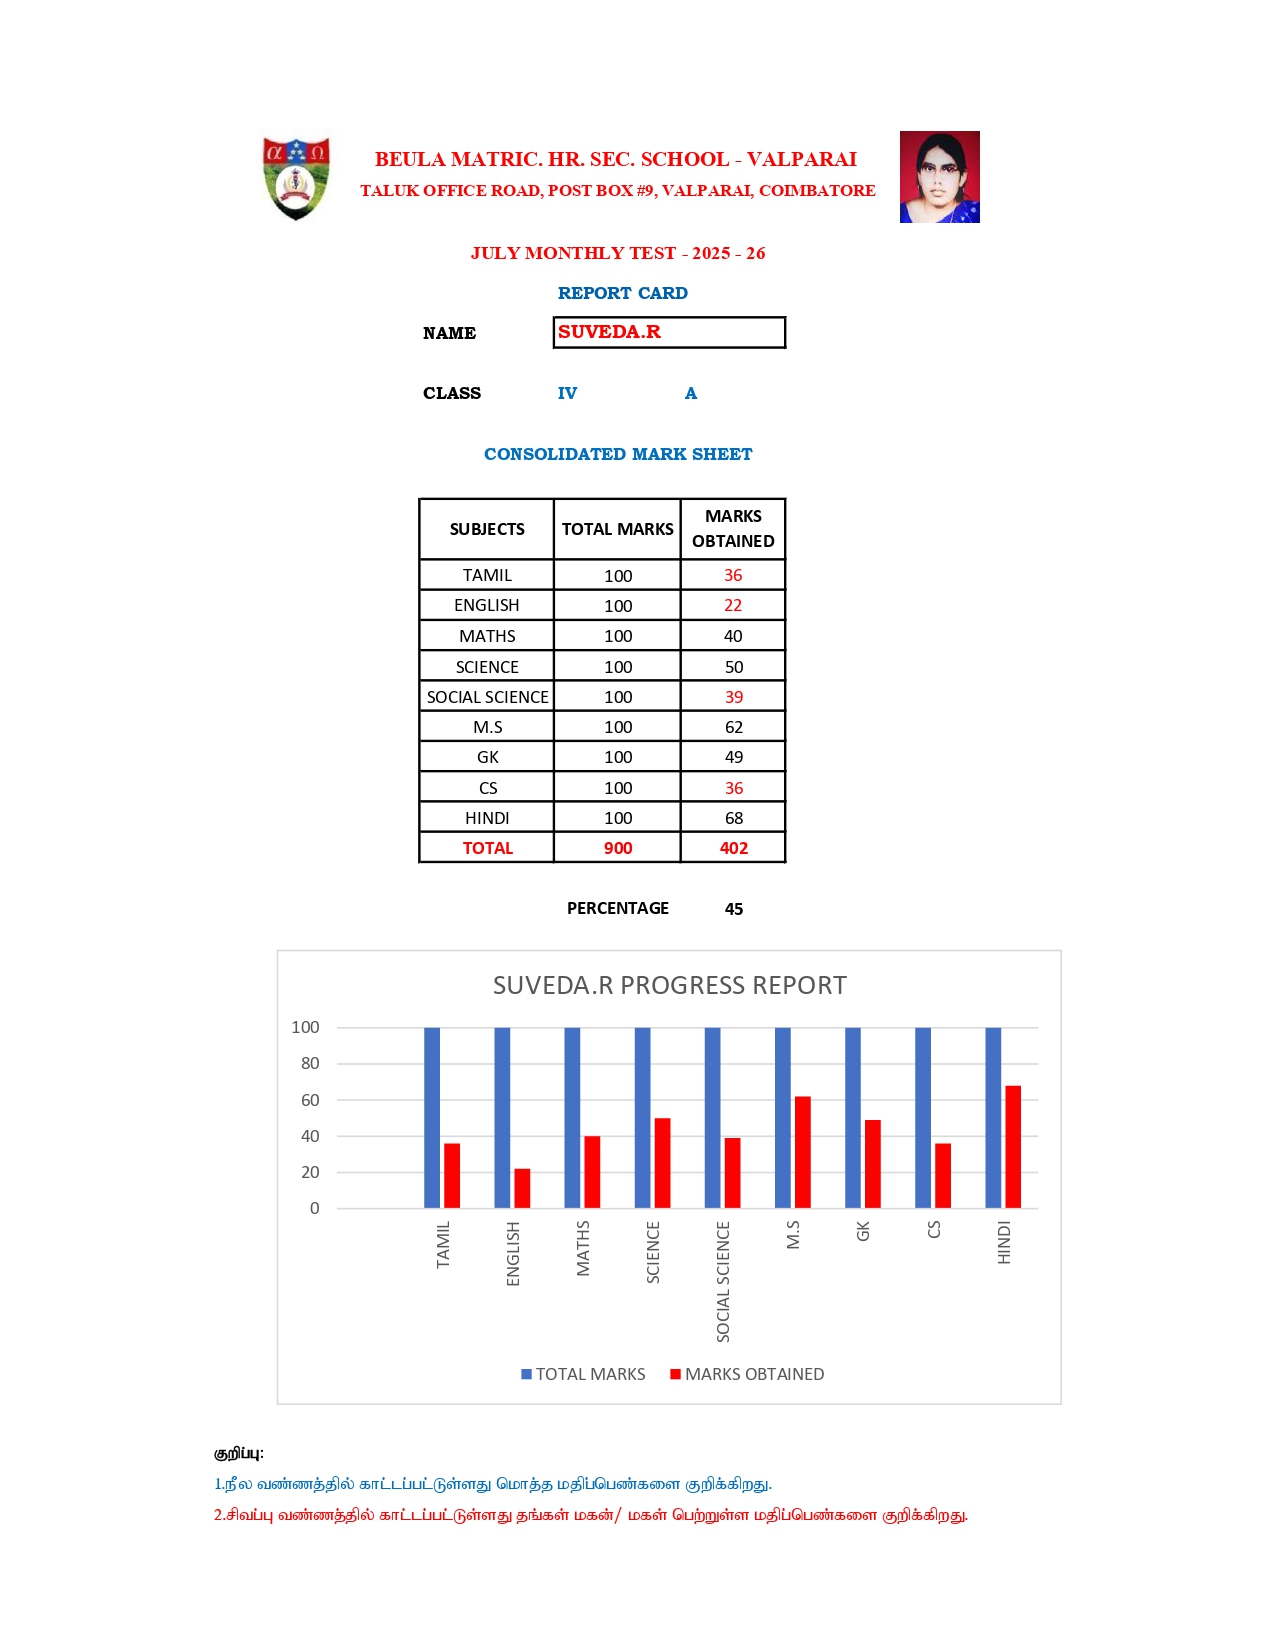 α Ω
BEULA MATRIC. HR. SEC. SCHOOL - VALPARAI
TALUK OFFICE ROAD, POST BOX #9, VALPARAI, COIMBATORE
JULY MONTHLY TEST - 2025 - 26
REPORT CARD
NAME SUVEDA.R
CLASS IV A
CONSOLIDATED MARK SHEET
SUBJECTS TOTAL MARKS MARKS OBTAINED
TAMIL 100 36
ENGLISH 100 22
MATHS 100 40
SCIENCE 100 50
SOCIAL SCIENCE 100 39
M.S 100 62
GK 100 49
CS 100 36
HINDI 100 68
TOTAL 900 402
PERCENTAGE 45
SUVEDA.R PROGRESS REPORT
100
80
60
40
20
0
TAMIL ENGLISH MATHS SCIENCE SOCIAL SCIENCE M.S GK CS HINDI
TOTAL MARKS MARKS OBTAINED
குறிப்பு:
1.நீல வண்ணத்தில் காட்டப்பட்டுள்ளது மொத்த மதிப்பெண்களை குறிக்கிறது.
2.சிவப்பு வண்ணத்தில் காட்டப்பட்டுள்ளது தங்கள் மகன்/ மகள் பெற்றுள்ள மதிப்பெண்களை குறிக்கிறது.